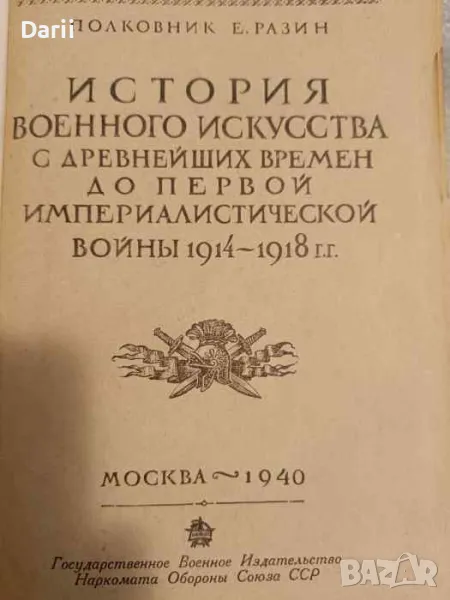 Darii
ПОЛКОВНИК Е. РАЗИН
ИСТОРИЯ
ВОЕННОГО ИСКУССТВА
С ДРЕВНЕЙШИХ ВРЕМЕН
ДО ПЕРВОЙ
ИМПЕРИАЛИСТИЧЕСКОЙ
ВОЙНЫ 1914–1918 г.г.
МОСКВА ~ 1940
Государственное Военное Издательство
Наркомата Обороны Союза ССР
BAZAR